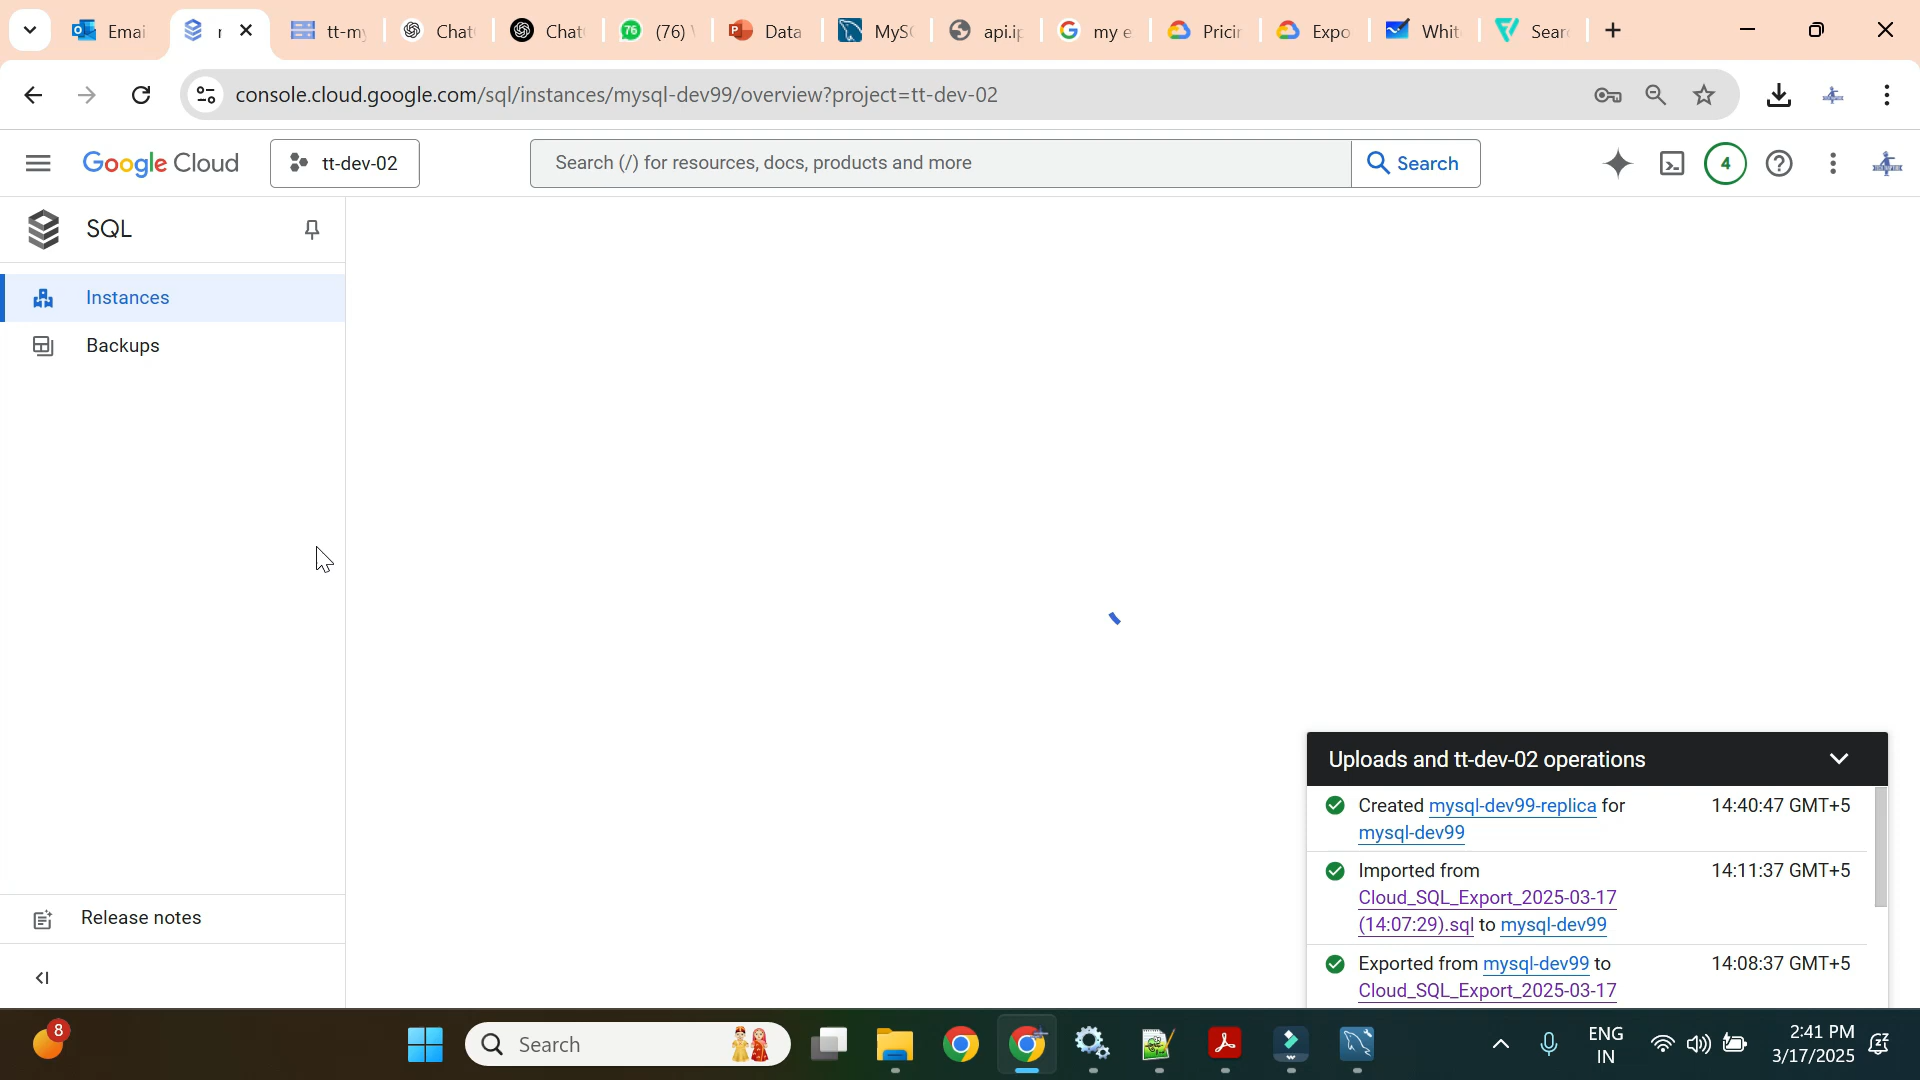 Emai
tt-my
Chat
Chat
76
(76)
Data
MyS
api.ip
my e
Pricin
Expo
Whit
Sear
console.cloud.google.com/sql/instances/mysql-dev99/overview?project=tt-dev-02
Google Cloud
tt-dev-02
Search (/) for resources, docs, products and more
Search
4
SQL
Instances
Backups
Uploads and tt-dev-02 operations
Created mysql-dev99-replica for
mysql-dev99
14:40:47 GMT+5
Imported from
Cloud_SQL_Export_2025-03-17
(14:07:29).sql to mysql-dev99
14:11:37 GMT+5
Exported from mysql-dev99 to
Cloud_SQL_Export_2025-03-17
14:08:37 GMT+5
Release notes
8
Search
ENG
IN
2:41 PM
3/17/2025